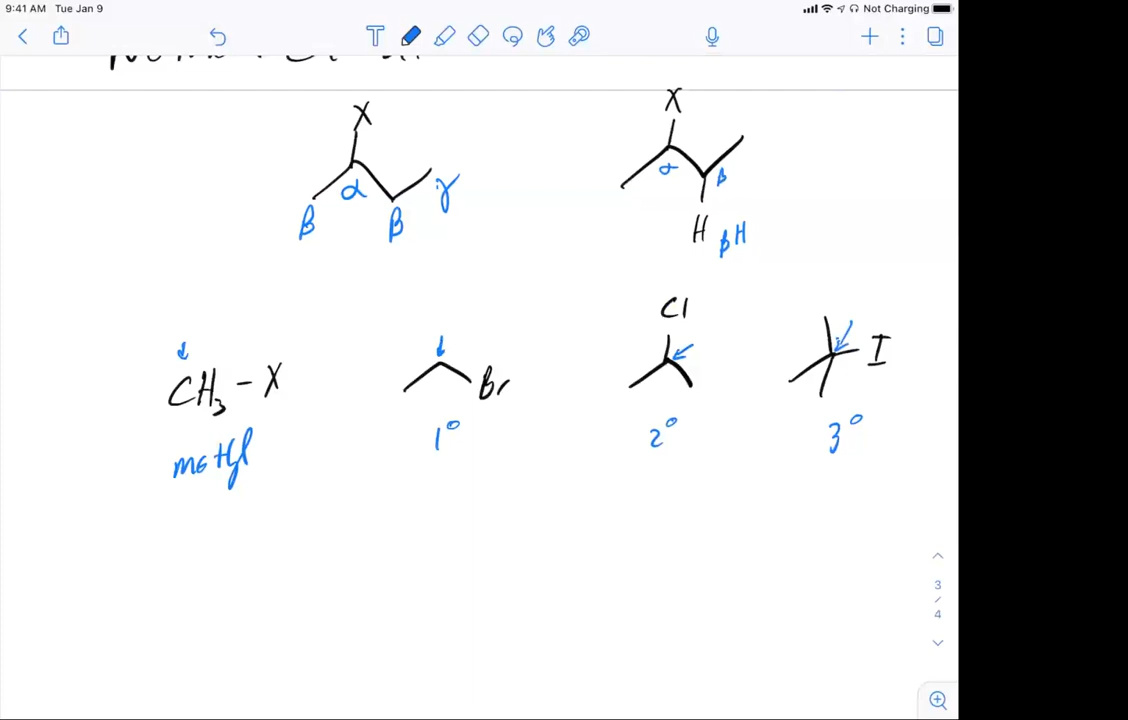 9:41 AM Tue Jan 9
Not Charging
T
X
α
β
β
γ
X
α
β
H
βH
CH₃ – X
methyl
Br
1°
Cl
2°
I
3°
3
/
4